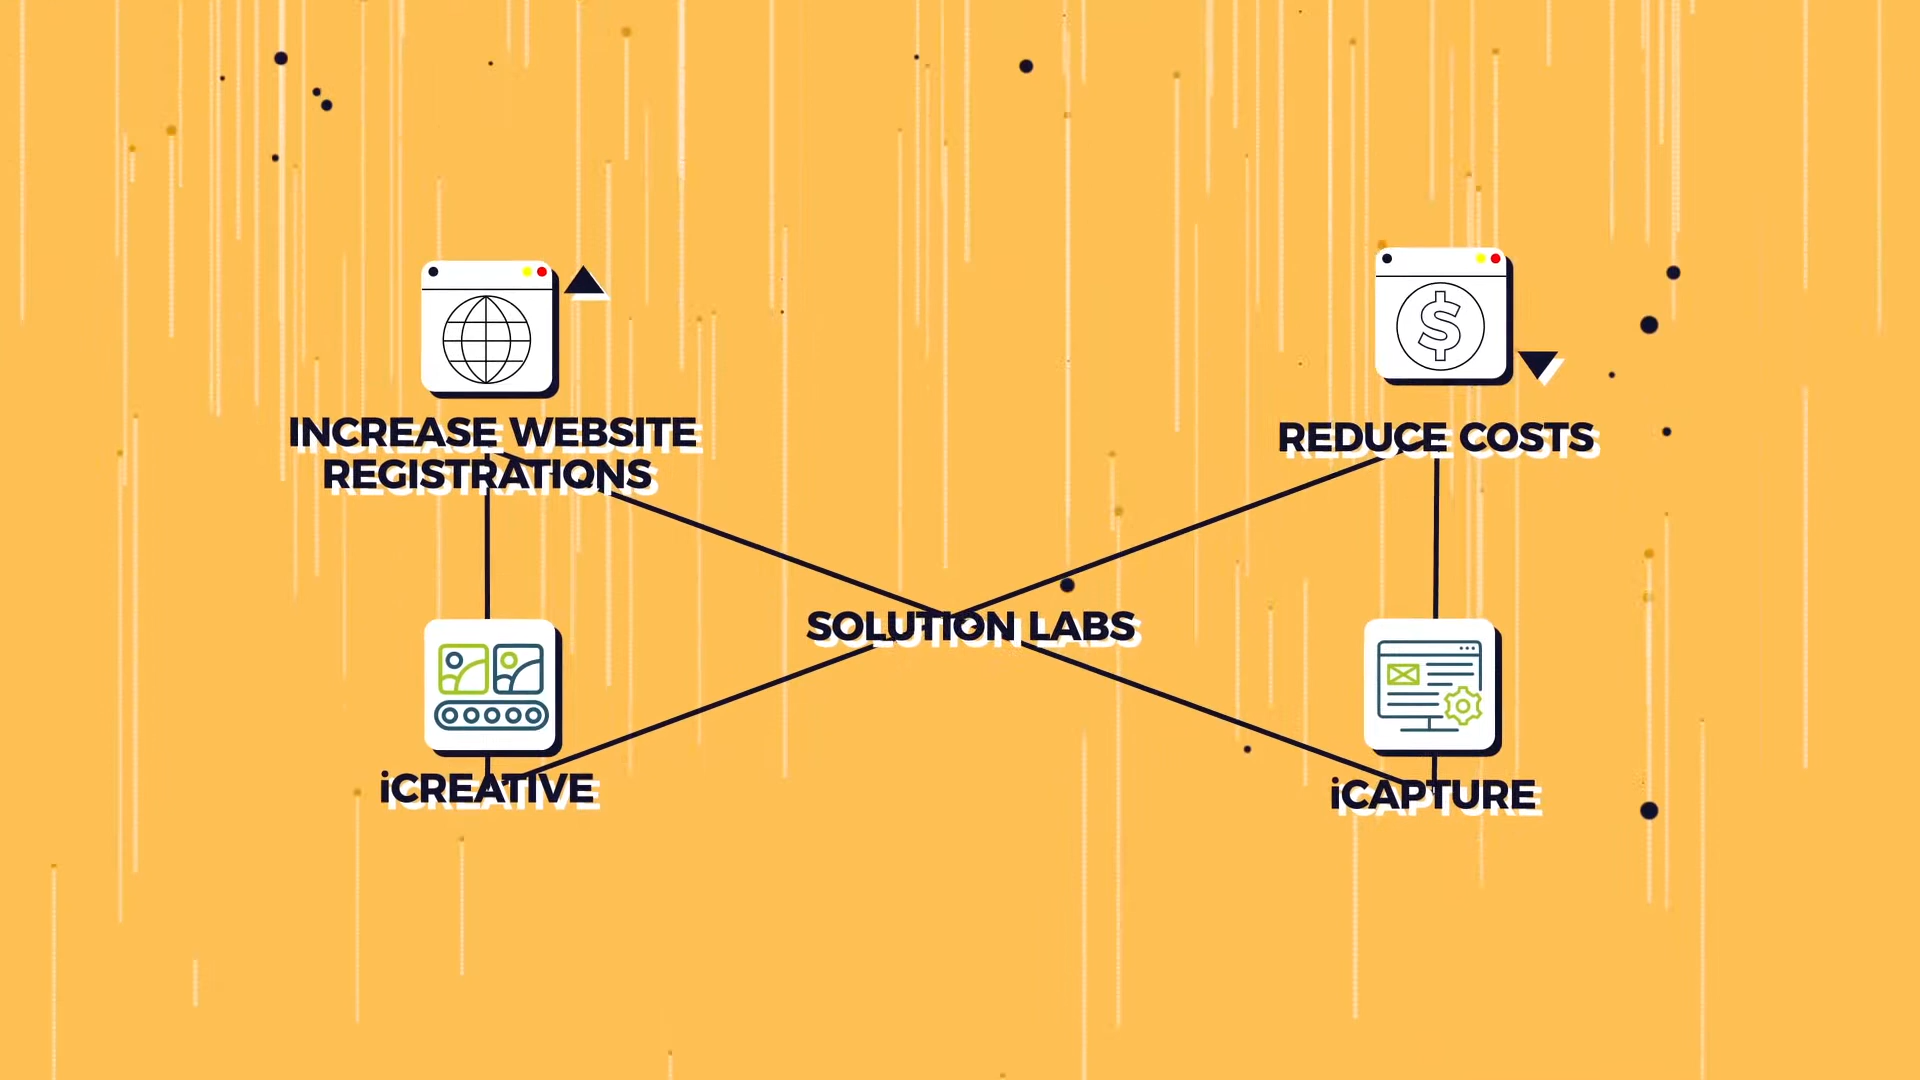 INCREASE WEBSITE
REGISTRATIONS
REDUCE COSTS
SOLUTION LABS
iCREATIVE
iCAPTURE